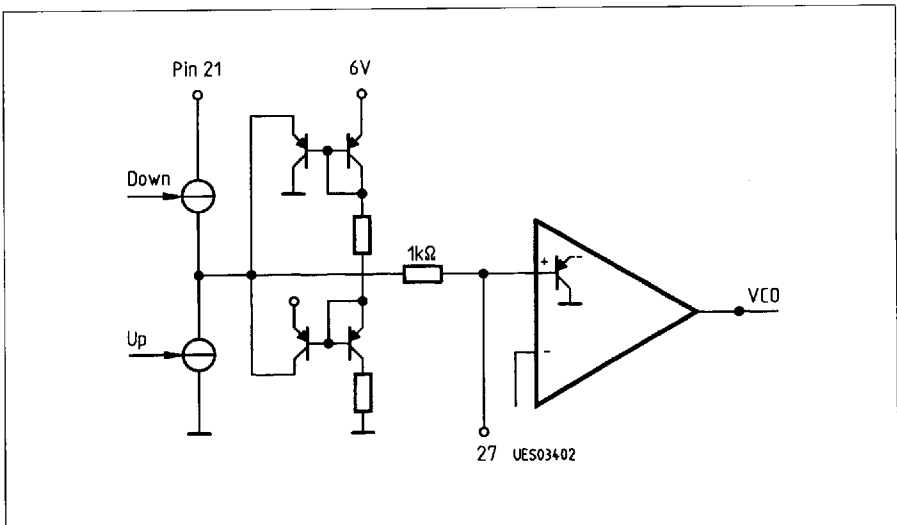 Pin 21
6V
Down
1kΩ
+
--
VCO
Up
-
27 UES03402